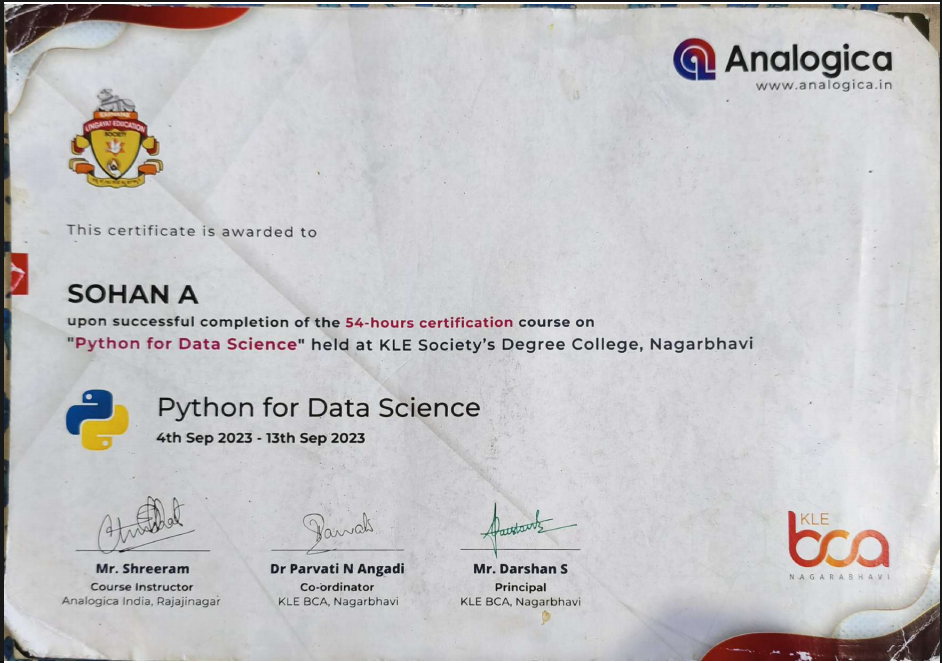 Analogica
www.analogica.in
LINGAYAT EDUCATION
SOCIETY
This certificate is awarded to
SOHAN A
upon successful completion of the 54-hours certification course on
"Python for Data Science" held at KLE Society's Degree College, Nagarbhavi
Python for Data Science
4th Sep 2023 - 13th Sep 2023
Mr. Shreeram
Course Instructor
Analogica India, Rajajinagar
Dr Parvati N Angadi
Co-ordinator
KLE BCA, Nagarbhavi
Mr. Darshan S
Principal
KLE BCA, Nagarbhavi
KLE
bca
NAGARABHAVI